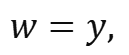 w = y,